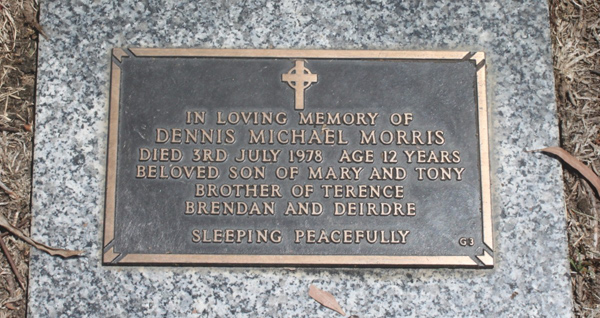 IN LOVING MEMORY OF
DENNIS MICHAEL MORRIS
DIED 3RD JULY 1978 AGE 12 YEARS
BELOVED SON OF MARY AND TONY
BROTHER OF TERENCE
BRENDAN AND DEIRDRE
SLEEPING PEACEFULLY
G3